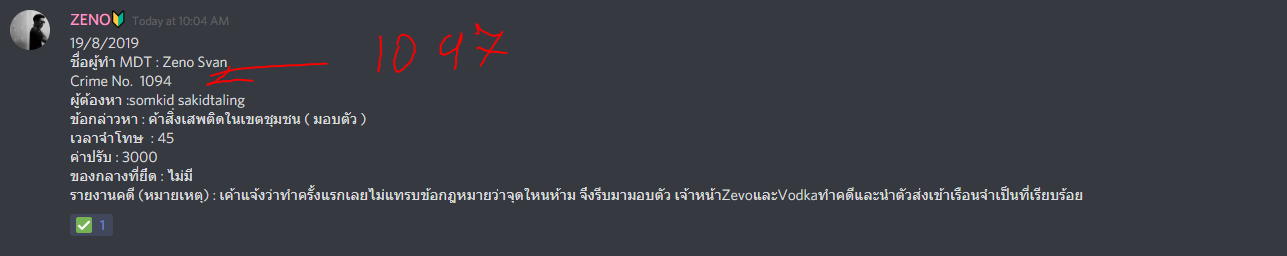 ZENO Today at 10:04 AM
19/8/2019
ชื่อผู้ทำ MDT : Zeno Svan
Crime No. 1094
1097
ผู้ต้องหา :somkid sakidtaling
ข้อกล่าวหา : ค้าสิ่งเสพติดในเขตชุมชน ( มอบตัว )
เวลาจำโทษ : 45
ค่าปรับ : 3000
ของกลางที่ยึด : ไม่มี
รายงานคดี (หมายเหตุ) : เค้าแจ้งว่าทำครั้งแรกเลยไม่แทรบข้อกฎหมายว่าจุดไหนห้าม จึงรีบมามอบตัว เจ้าหน้าZevoและVodkaทำคดีและนำตัวส่งเข้าเรือนจำเป็นที่เรียบร้อย
1